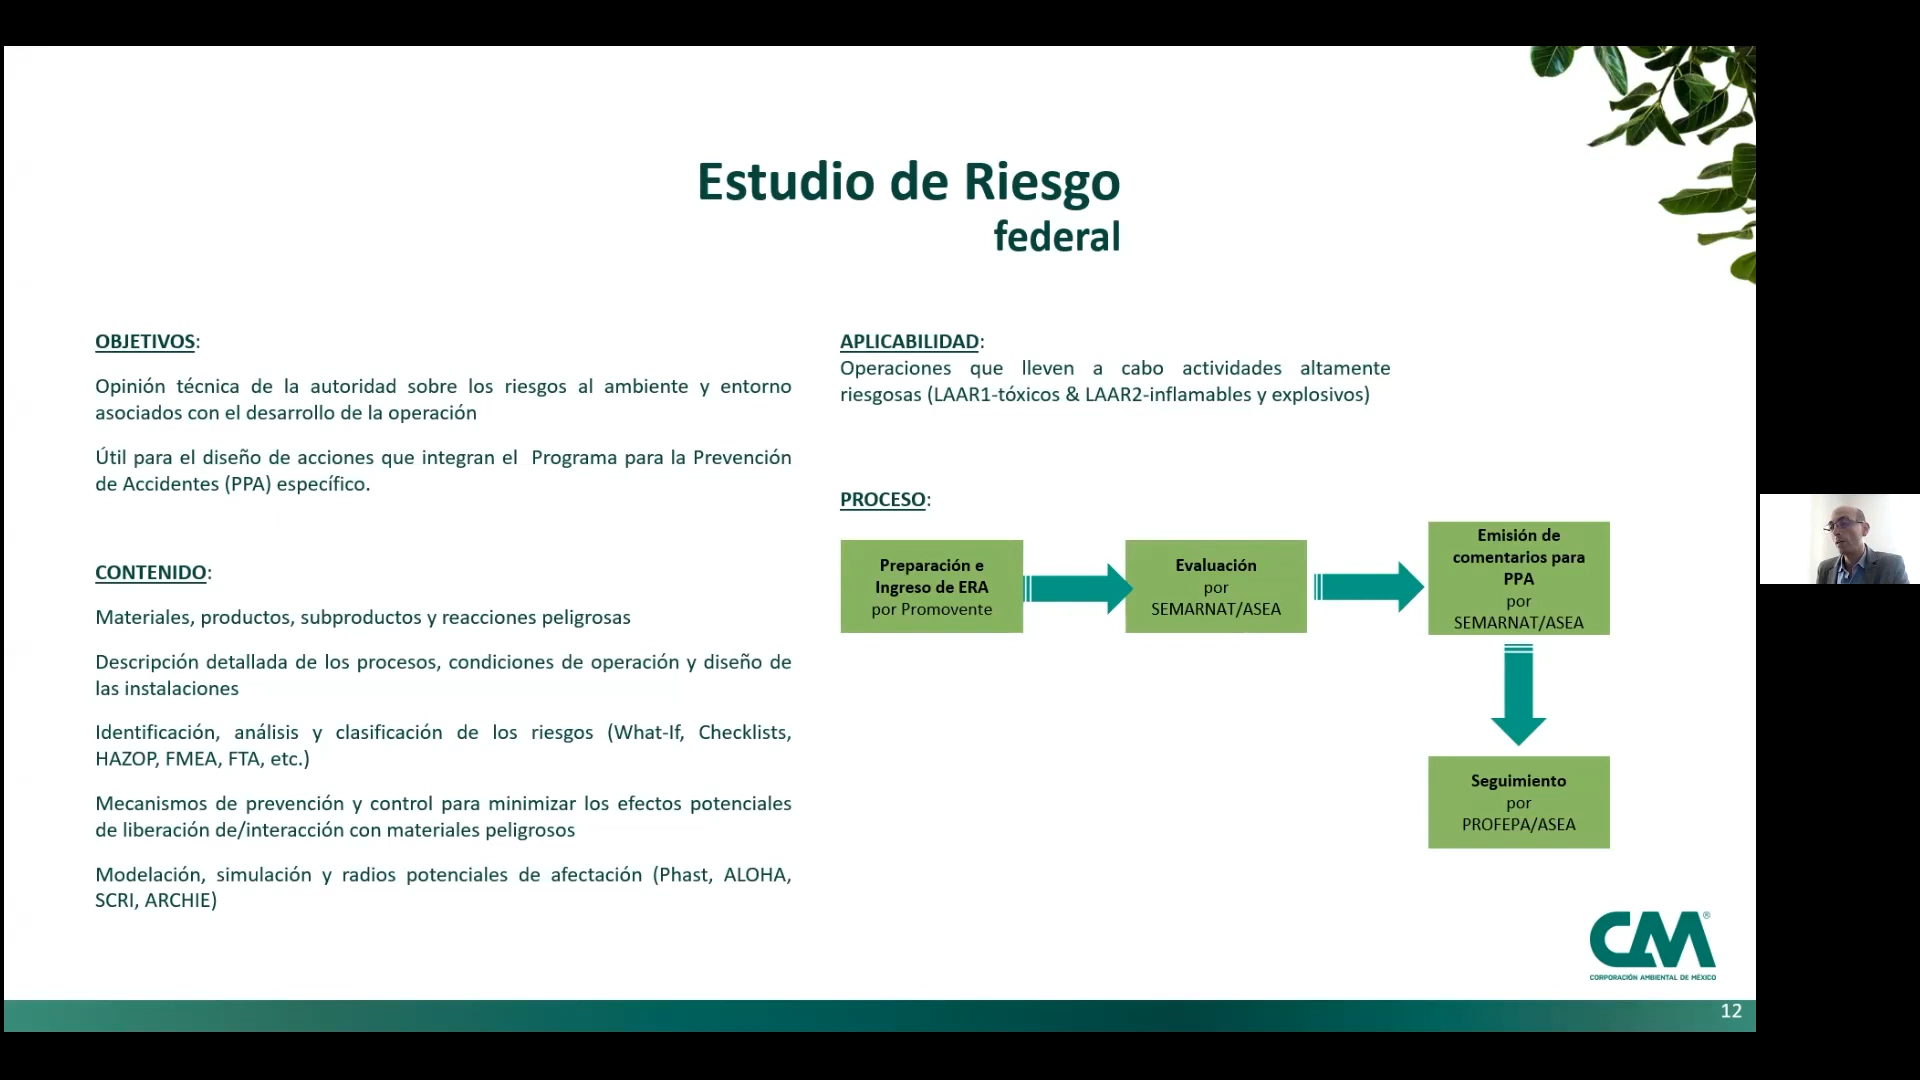 Estudio de Riesgo
federal
OBJETIVOS:
Opinión técnica de la autoridad sobre los riesgos al ambiente y entorno
asociados con el desarrollo de la operación
Útil para el diseño de acciones que integran el Programa para la Prevención
de Accidentes (PPA) específico.
CONTENIDO:
Materiales, productos, subproductos y reacciones peligrosas
Descripción detallada de los procesos, condiciones de operación y diseño de
las instalaciones
Identificación, análisis y clasificación de los riesgos (What-If, Checklists,
HAZOP, FMEA, FTA, etc.)
Mecanismos de prevención y control para minimizar los efectos potenciales
de liberación de/interacción con materiales peligrosos
Modelación, simulación y radios potenciales de afectación (Phast, ALOHA,
SCRI, ARCHIE)
APLICABILIDAD:
Operaciones que lleven a cabo actividades altamente
riesgosas (LAAR1-tóxicos & LAAR2-inflamables y explosivos)
PROCESO:
Preparación e
Ingreso de ERA
por Promovente
Evaluación
por
SEMARNAT/ASEA
Emisión de
comentarios para
PPA
por
SEMARNAT/ASEA
Seguimiento
por
PROFEPA/ASEA
CAM®
CORPORACIÓN AMBIENTAL DE MÉXICO
12